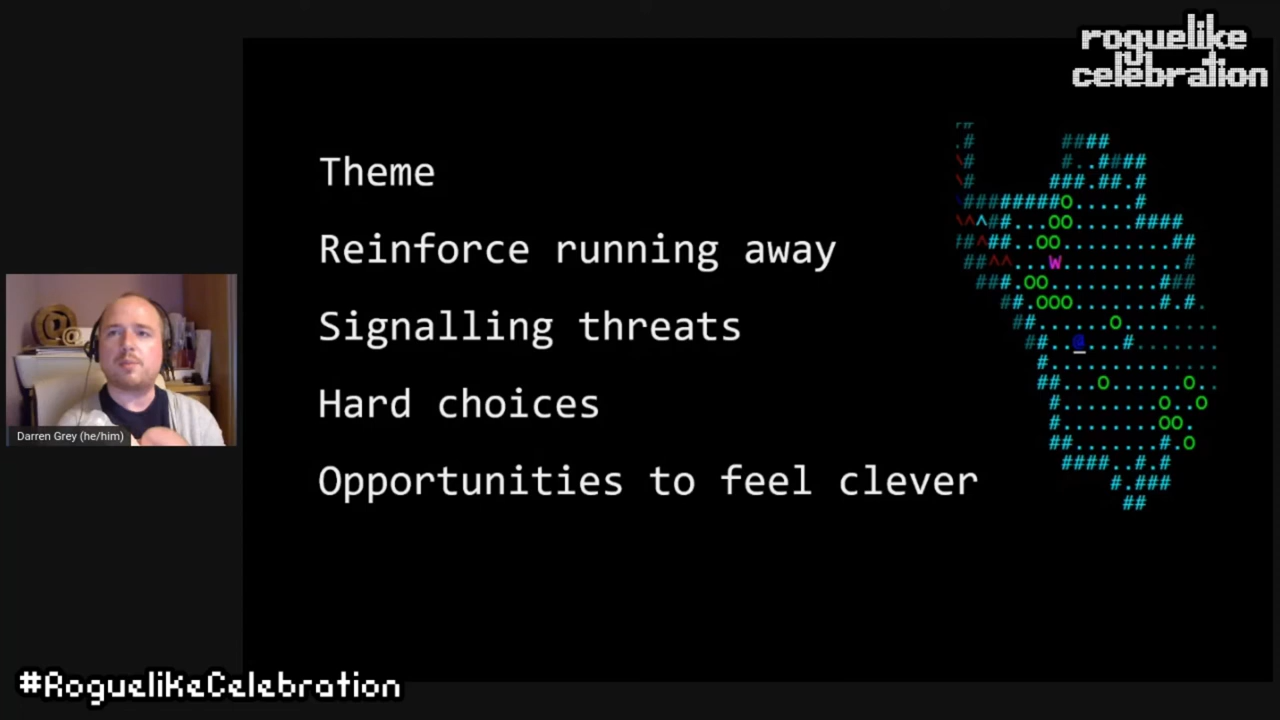 roguelike
celebration
Theme
Reinforce running away
Signalling threats
Hard choices
Opportunities to feel clever
Darren Grey (he/him)
#RoguelikeCelebration